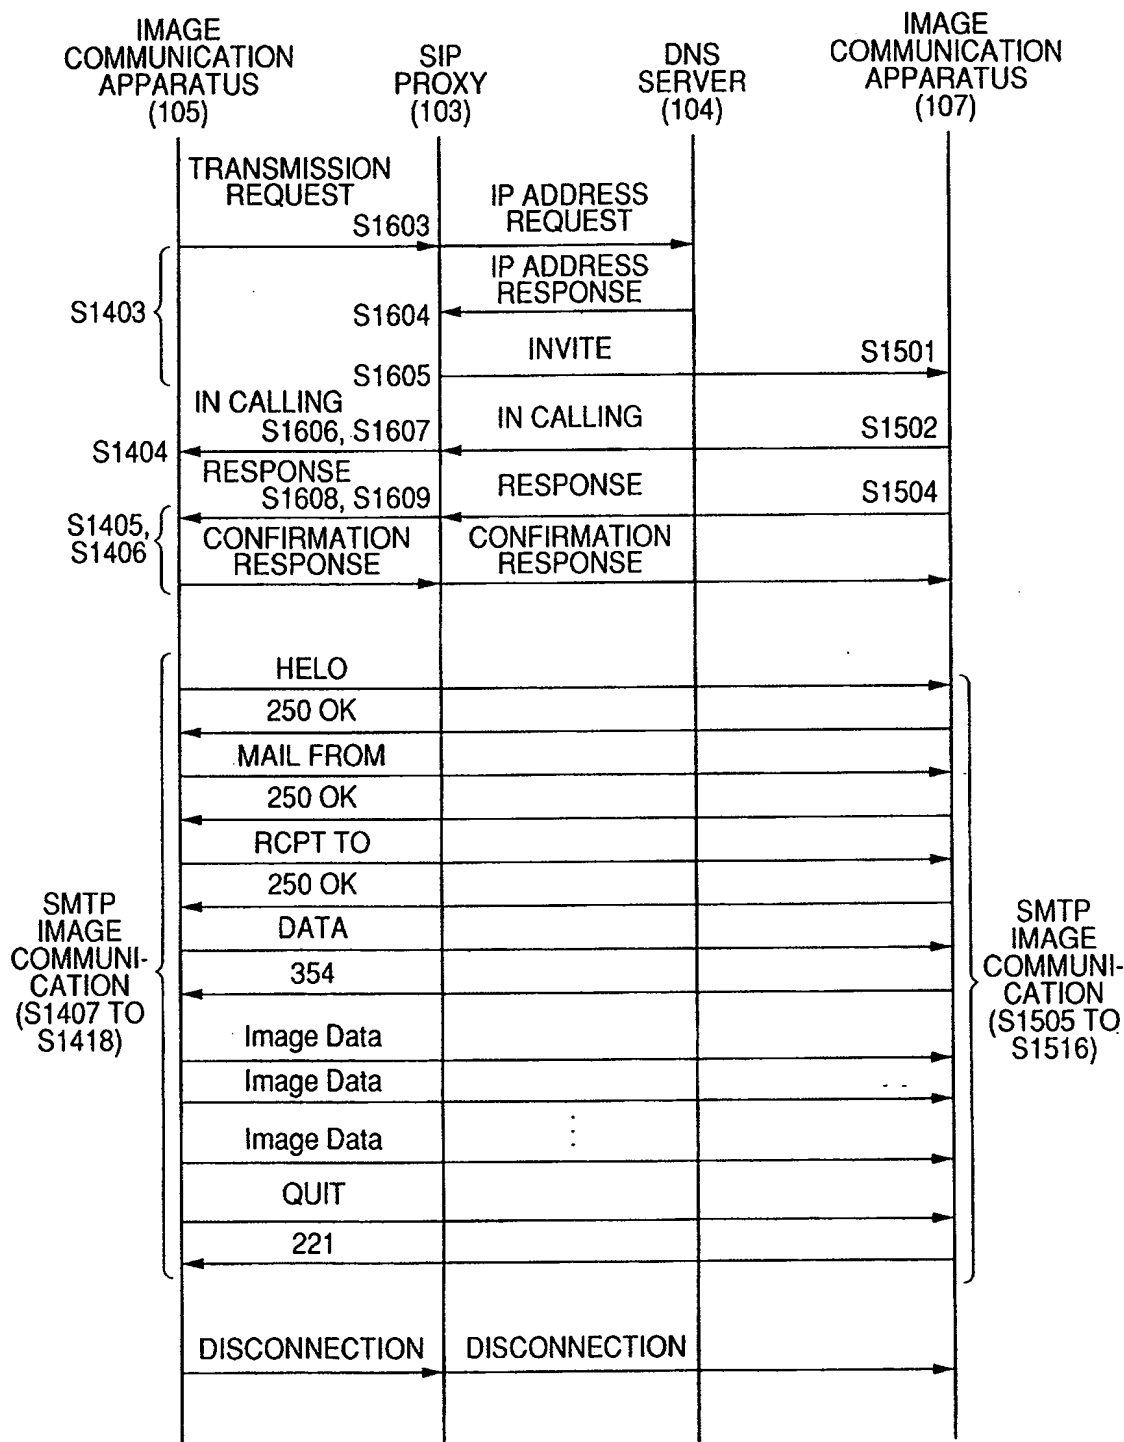 IMAGE
COMMUNICATION
APPARATUS
(105)
SIP
PROXY
(103)
DNS
SERVER
(104)
IMAGE
COMMUNICATION
APPARATUS
(107)
TRANSMISSION
REQUEST
S1603
IP ADDRESS
REQUEST
IP ADDRESS
RESPONSE
S1403
S1604
INVITE
S1501
S1605
IN CALLING
S1606, S1607
IN CALLING
S1502
S1404
RESPONSE
S1608, S1609
RESPONSE
S1504
S1405,
S1406
CONFIRMATION
RESPONSE
CONFIRMATION
RESPONSE
HELO
250 OK
MAIL FROM
250 OK
RCPT TO
250 OK
DATA
354
SMTP
IMAGE
COMMUNI-
CATION
(S1407 TO
S1418)
SMTP
IMAGE
COMMUNI-
CATION
(S1505 TO
S1516)
Image Data
Image Data
Image Data
QUIT
221
DISCONNECTION
DISCONNECTION